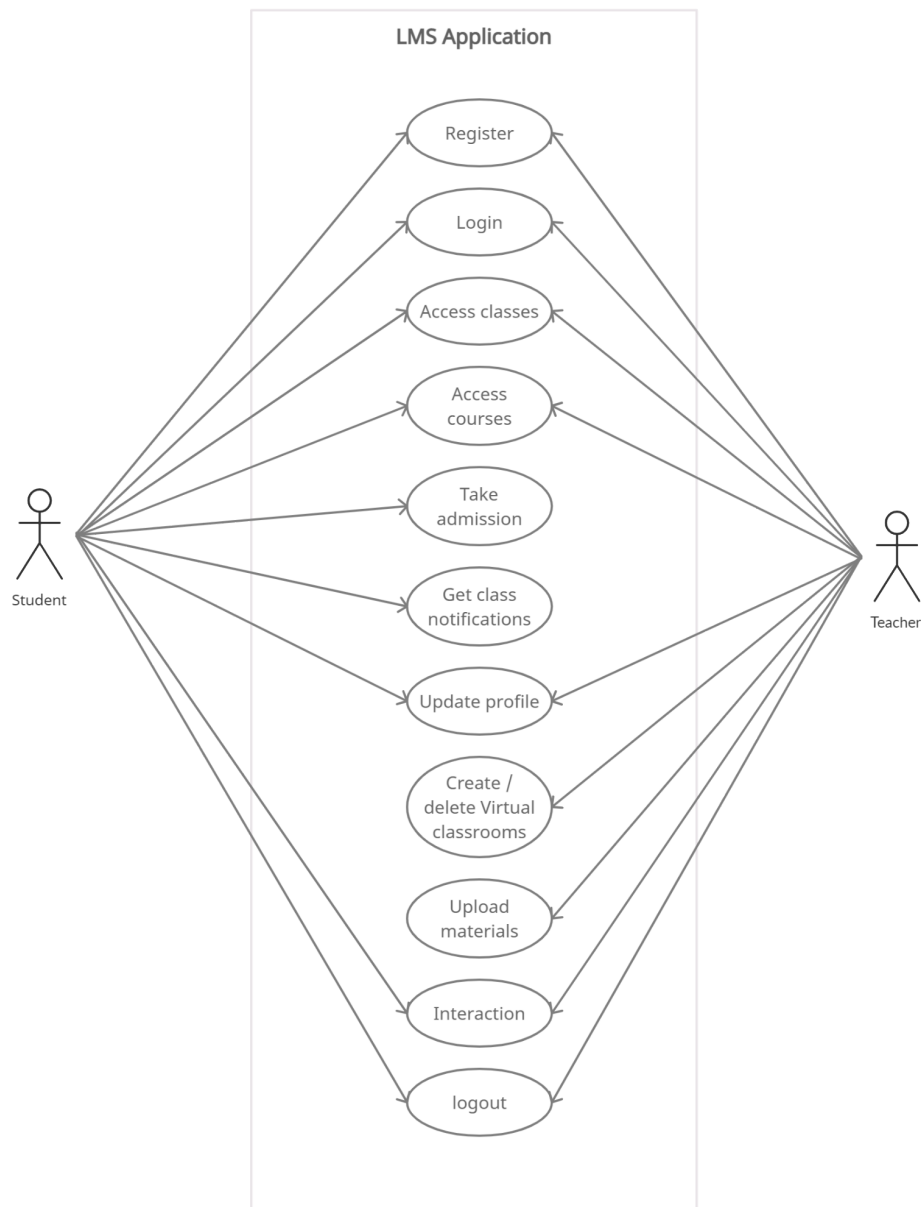 LMS Application
Register
Login
Access classes
Access
courses
Take
admission
Get class
notifications
Update profile
Create /
delete Virtual
classrooms
Upload
materials
Interaction
logout
Student
Teacher